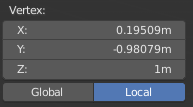 Vertex:
X: 0.19509m
Y: -0.98079m
Z: 1m
Global Local